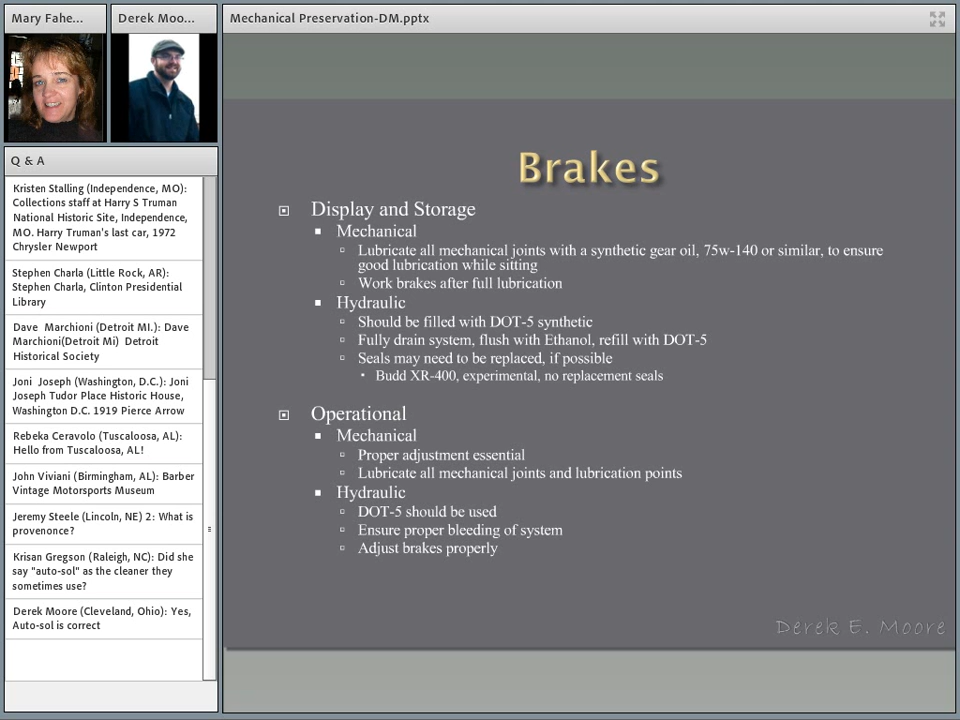 Mary Fahe...
Derek Moo...
Mechanical Preservation-DM.pptx
Q & A
Kristen Stalling (Independence, MO):
Collections staff at Harry S Truman
National Historic Site, Independence,
MO. Harry Truman's last car, 1972
Chrysler Newport
Stephen Charla (Little Rock, AR):
Stephen Charla, Clinton Presidential
Library
Dave  Marchioni (Detroit MI.): Dave
Marchioni(Detroit Mi)  Detroit
Historical Society
Joni  Joseph (Washington, D.C.): Joni
Joseph Tudor Place Historic House,
Washington D.C. 1919 Pierce Arrow
Rebeka Ceravolo (Tuscaloosa, AL):
Hello from Tuscaloosa, AL!
John Viviani (Birmingham, AL): Barber
Vintage Motorsports Museum
Jeremy Steele (Lincoln, NE) 2: What is
provenonce?
Krisan Gregson (Raleigh, NC): Did she
say "auto-sol" as the cleaner they
sometimes use?
Derek Moore (Cleveland, Ohio): Yes,
Auto-sol is correct
Brakes
Display and Storage
Mechanical
Lubricate all mechanical joints with a synthetic gear oil, 75w-140 or similar, to ensure
good lubrication while sitting
Work brakes after full lubrication
Hydraulic
Should be filled with DOT-5 synthetic
Fully drain system, flush with Ethanol, refill with DOT-5
Seals may need to be replaced, if possible
Budd XR-400, experimental, no replacement seals
Operational
Mechanical
Proper adjustment essential
Lubricate all mechanical joints and lubrication points
Hydraulic
DOT-5 should be used
Ensure proper bleeding of system
Adjust brakes properly
Derek E. Moore